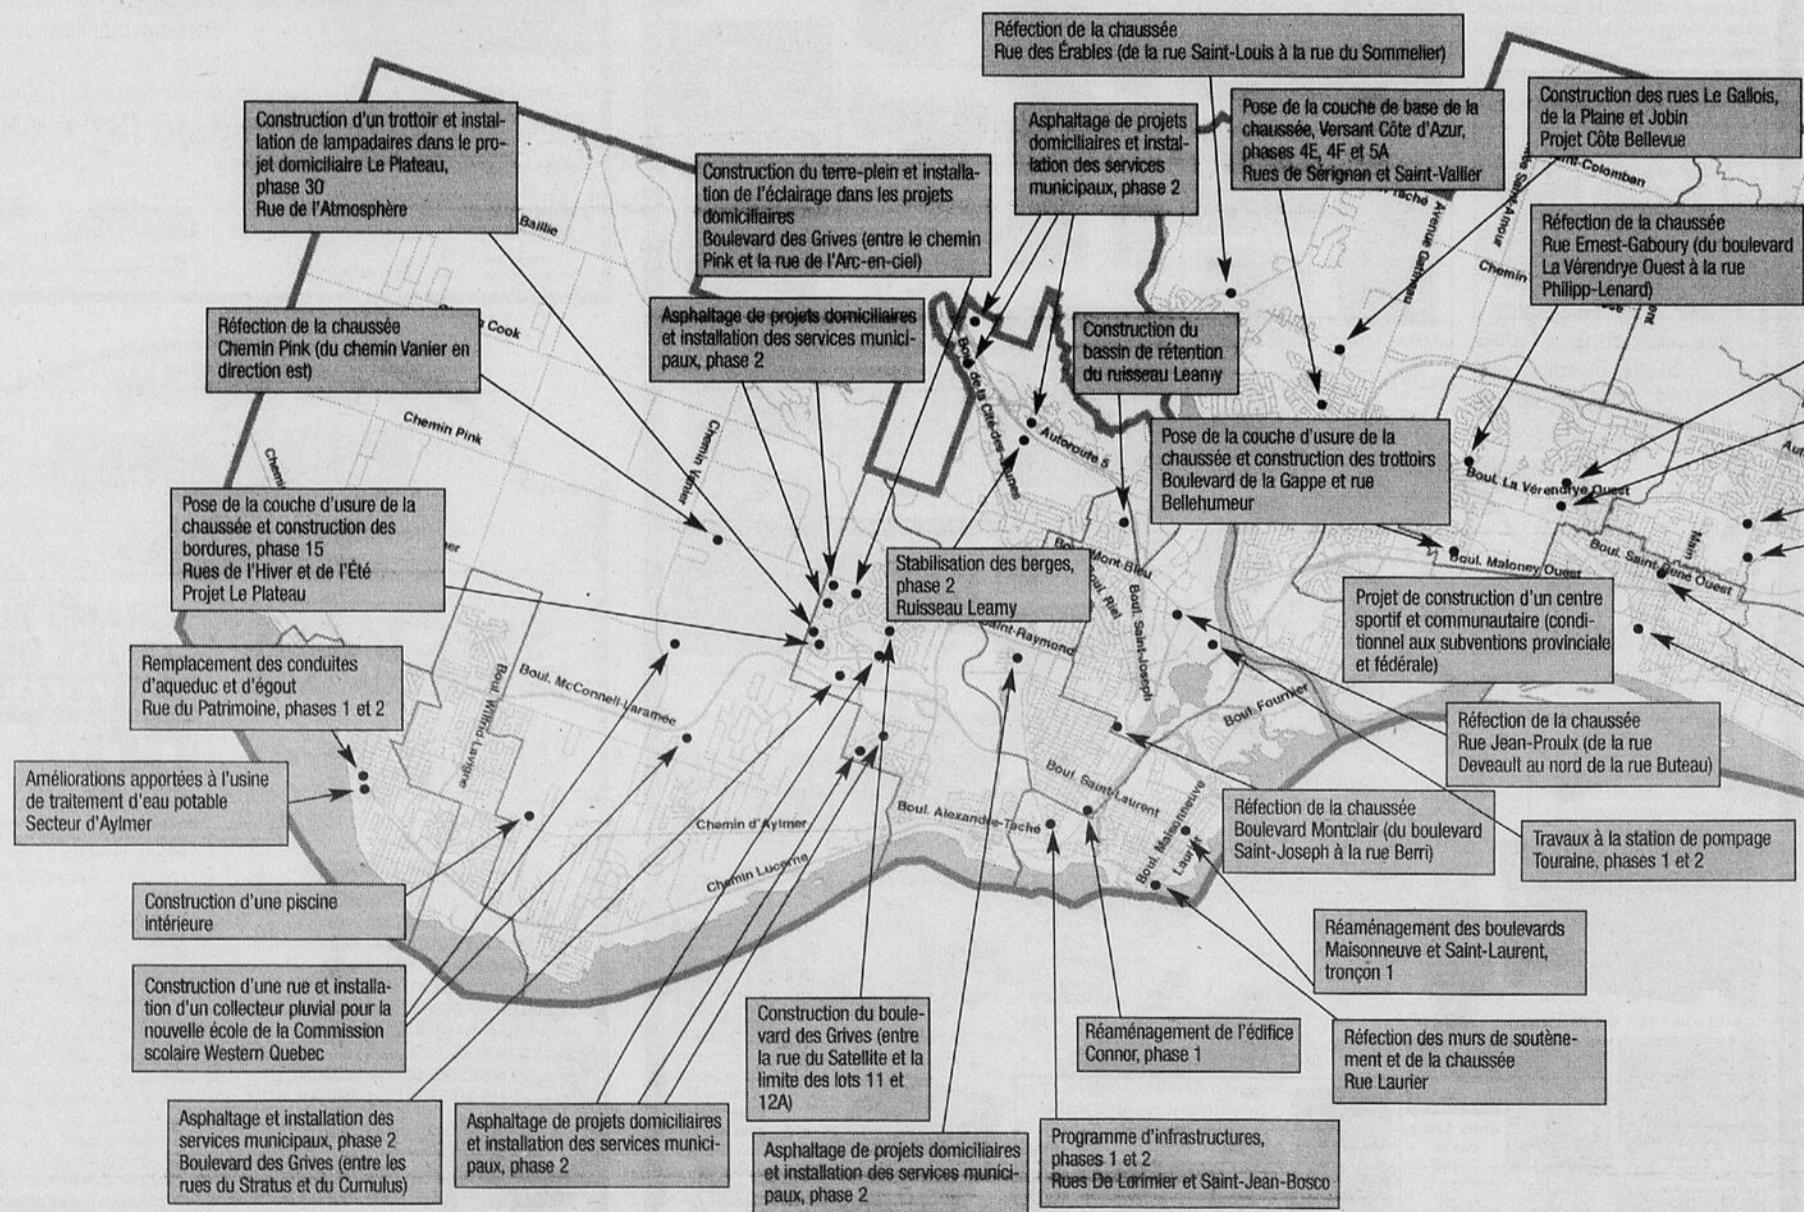 Réfection de la chaussée
Rue des Érables (de la rue Saint-Louis à la rue du Sommelier)
Construction d'un trottoir et instal-
lation de lampadaires dans le pro-
jet domiciliaire Le Plateau,
phase 30
Rue de l'Atmosphère
Construction du terre-plein et installa-
tion de l'éclairage dans les projets
domiciliaires
Boulevard des Grives (entre le chemin
Pink et la rue de l'Arc-en-ciel)
Asphaltage de projets
domiciliaires et instal-
lation des services
municipaux, phase 2
Pose de la couche de base de la
chaussée, Versant Côte d'Azur,
phases 4E, 4F et 5A
Rues de Sérignan et Saint-Vallier
Construction des rues Le Gallois,
de la Plaine et Jobin
Projet Côte Bellevue
Réfection de la chaussée
Rue Ernest-Gaboury (du boulevard
La Vérendrye Ouest à la rue
Philipp-Lenard)
Réfection de la chaussée
Chemin Pink (du chemin Vanier en
direction est)
Asphaltage de projets domiciliaires
et installation des services munici-
paux, phase 2
Construction du
bassin de rétention
du ruisseau Leamy
Pose de la couche d'usure de la
chaussée et construction des trottoirs
Boulevard de la Gappe et rue
Bellehumeur
Pose de la couche d'usure de la
chaussée et construction des
bordures, phase 15
Rues de l'Hiver et de l'Été
Projet Le Plateau
Stabilisation des berges,
phase 2
Ruisseau Leamy
Projet de construction d'un centre
sportif et communautaire (condi-
tionnel aux subventions provinciale
et fédérale)
Remplacement des conduites
d'aqueduc et d'égout
Rue du Patrimoine, phases 1 et 2
Réfection de la chaussée
Rue Jean-Proulx (de la rue
Deveault au nord de la rue Buteau)
Améliorations apportées à l'usine
de traitement d'eau potable
Secteur d'Aylmer
Réfection de la chaussée
Boulevard Montclair (du boulevard
Saint-Joseph à la rue Berri)
Travaux à la station de pompage
Touraine, phases 1 et 2
Construction d'une piscine
intérieure
Réaménagement des boulevards
Maisonneuve et Saint-Laurent,
tronçon 1
Construction d'une rue et installa-
tion d'un collecteur pluvial pour la
nouvelle école de la Commission
scolaire Western Quebec
Construction du boule-
vard des Grives (entre
la rue du Satellite et la
limite des lots 11 et
12A)
Réaménagement de l'édifice
Connor, phase 1
Réfection des murs de soutène-
ment et de la chaussée
Rue Laurier
Asphaltage et installation des
services municipaux, phase 2
Boulevard des Grives (entre les
rues du Stratus et du Cumulus)
Asphaltage de projets domiciliaires
et installation des services munici-
paux, phase 2
Asphaltage de projets domiciliaires
et installation des services munici-
paux, phase 2
Programme d'infrastructures,
phases 1 et 2
Rues De Lorimier et Saint-Jean-Bosco
Baillie
Cook
Chemin Pink
Chemin Vanier
Boul. de la Cité-des-Jeunes
Autoroute 5
Avenue Gatineau
Saint-Amour
Chemin
Boul. La Vérendrye Ouest
Boul. Maloney Ouest
Boul. Saint-René Ouest
Main
Mont-Bleu
Boul. Riel
Boul. Saint-Joseph
Saint-Raymond
Boul. Fournier
Boul. McConnell-Laramée
Boul. Wilfrid-Lavigne
Chemin d'Aylmer
Chemin Lucerne
Boul. Alexandre-Taché
Boul. Saint-Laurent
Boul. Maisonneuve
Laurier